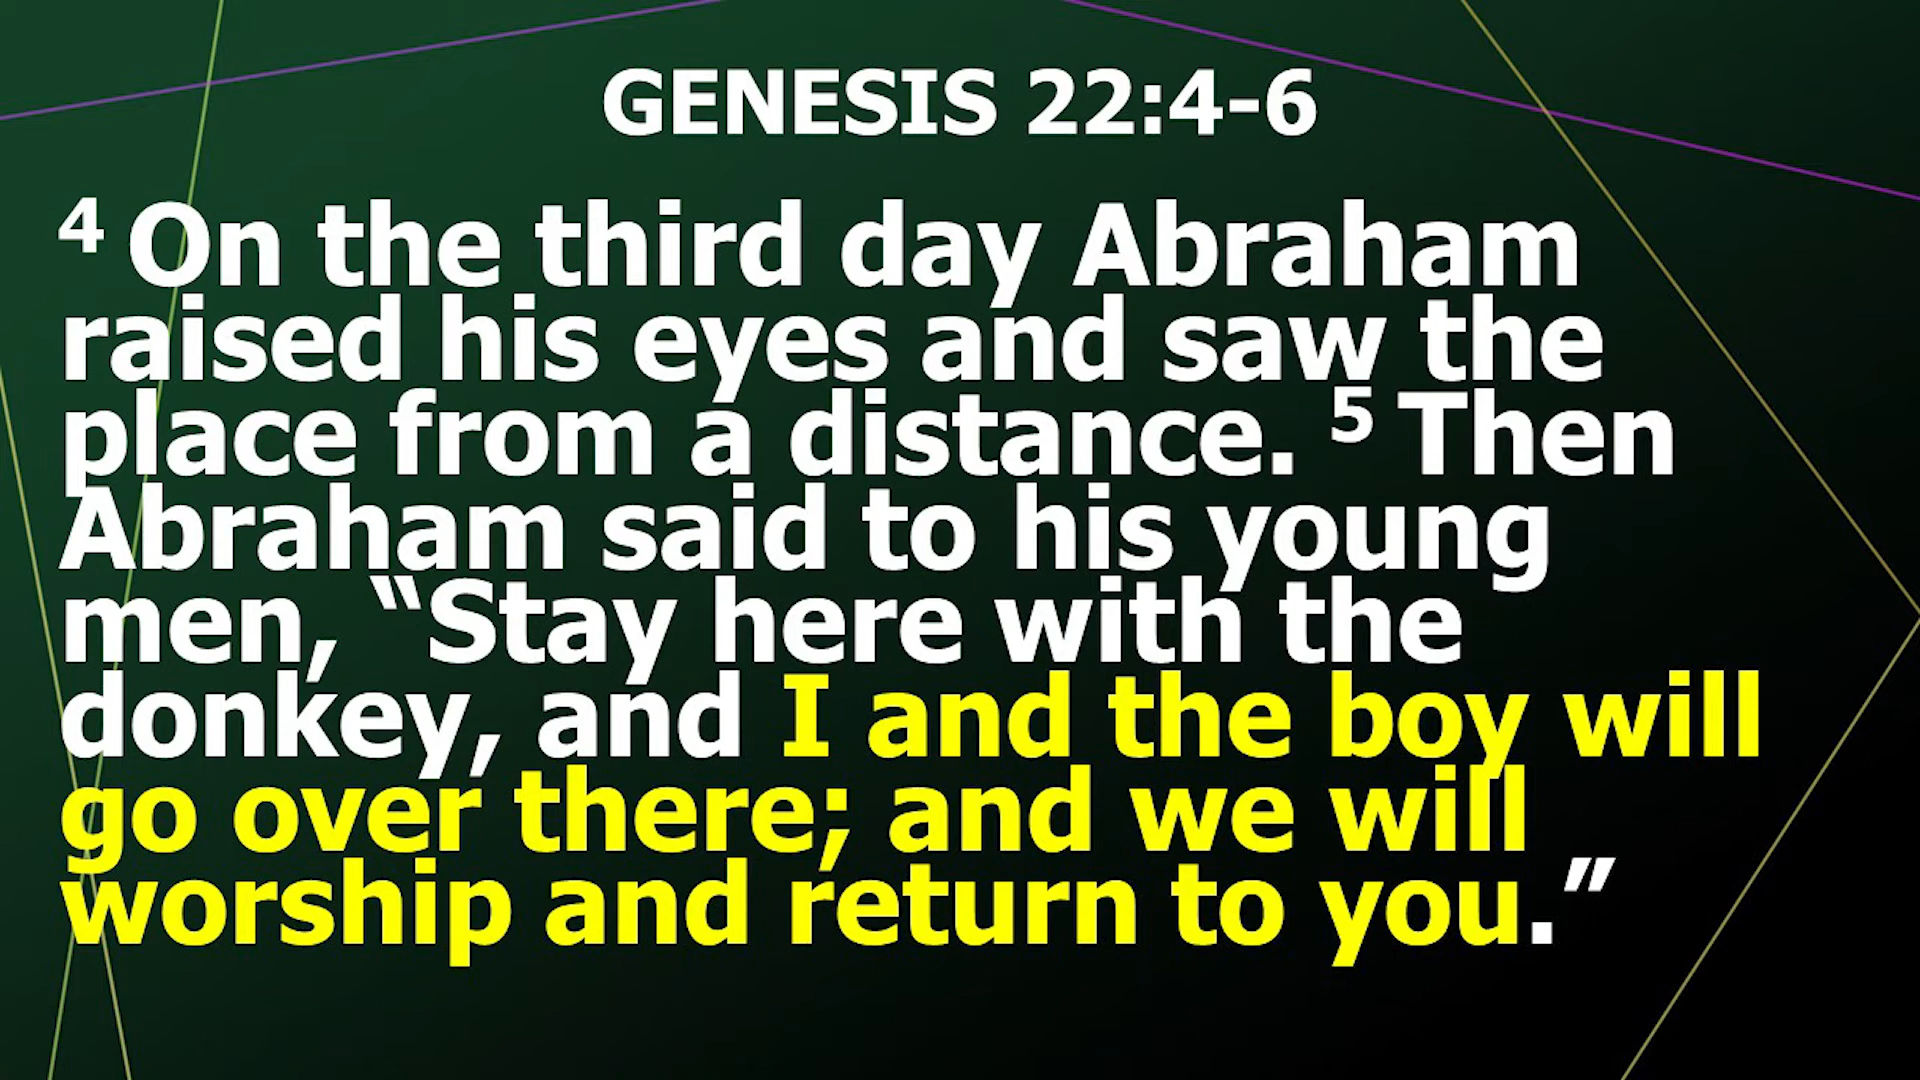 GENESIS 22:4-6
4 On the third day Abraham
raised his eyes and saw the
place from a distance. 5 Then
Abraham said to his young
men, “Stay here with the
donkey, and I and the boy will
go over there; and we will
worship and return to you.”